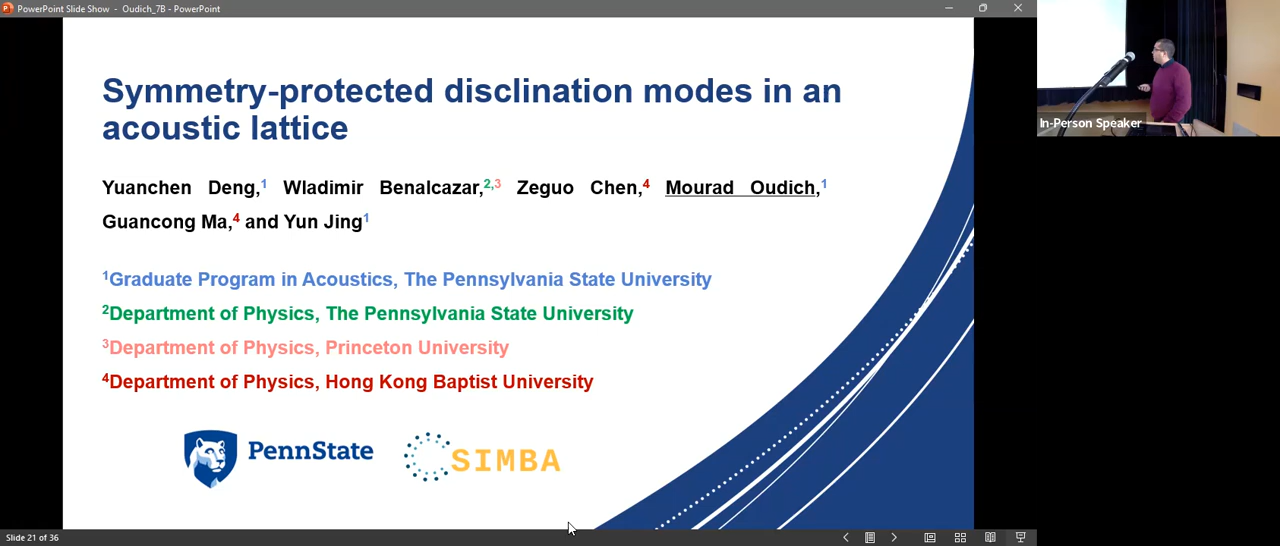 PowerPoint Slide Show - Oudich_7B - PowerPoint
Symmetry-protected disclination modes in an
acoustic lattice
Yuanchen Deng,1 Wladimir Benalcazar,2,3 Zeguo Chen,4 Mourad Oudich,1
Guancong Ma,4 and Yun Jing1
1Graduate Program in Acoustics, The Pennsylvania State University
2Department of Physics, The Pennsylvania State University
3Department of Physics, Princeton University
4Department of Physics, Hong Kong Baptist University
PennState
SIMBA
Slide 21 of 36
In-Person Speaker